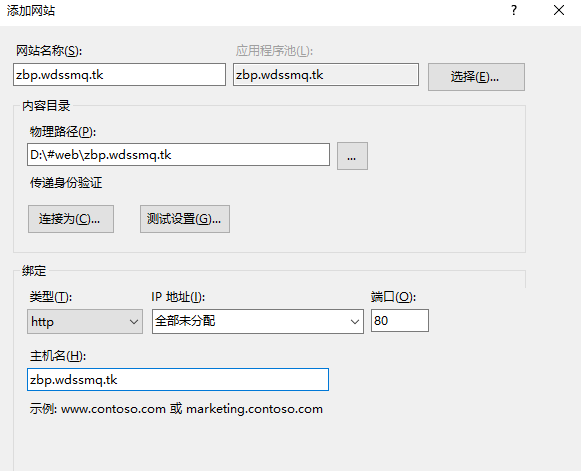 添加网站
网站名称(S): 应用程序池(L):
zbp.wdssmq.tk zbp.wdssmq.tk 选择(E)...
内容目录
物理路径(P):
D:\#web\zbp.wdssmq.tk ...
传递身份验证
连接为(C)... 测试设置(G)...
绑定
类型(T): IP 地址(I): 端口(O):
http 全部未分配 80
主机名(H):
zbp.wdssmq.tk
示例: www.contoso.com 或 marketing.contoso.com